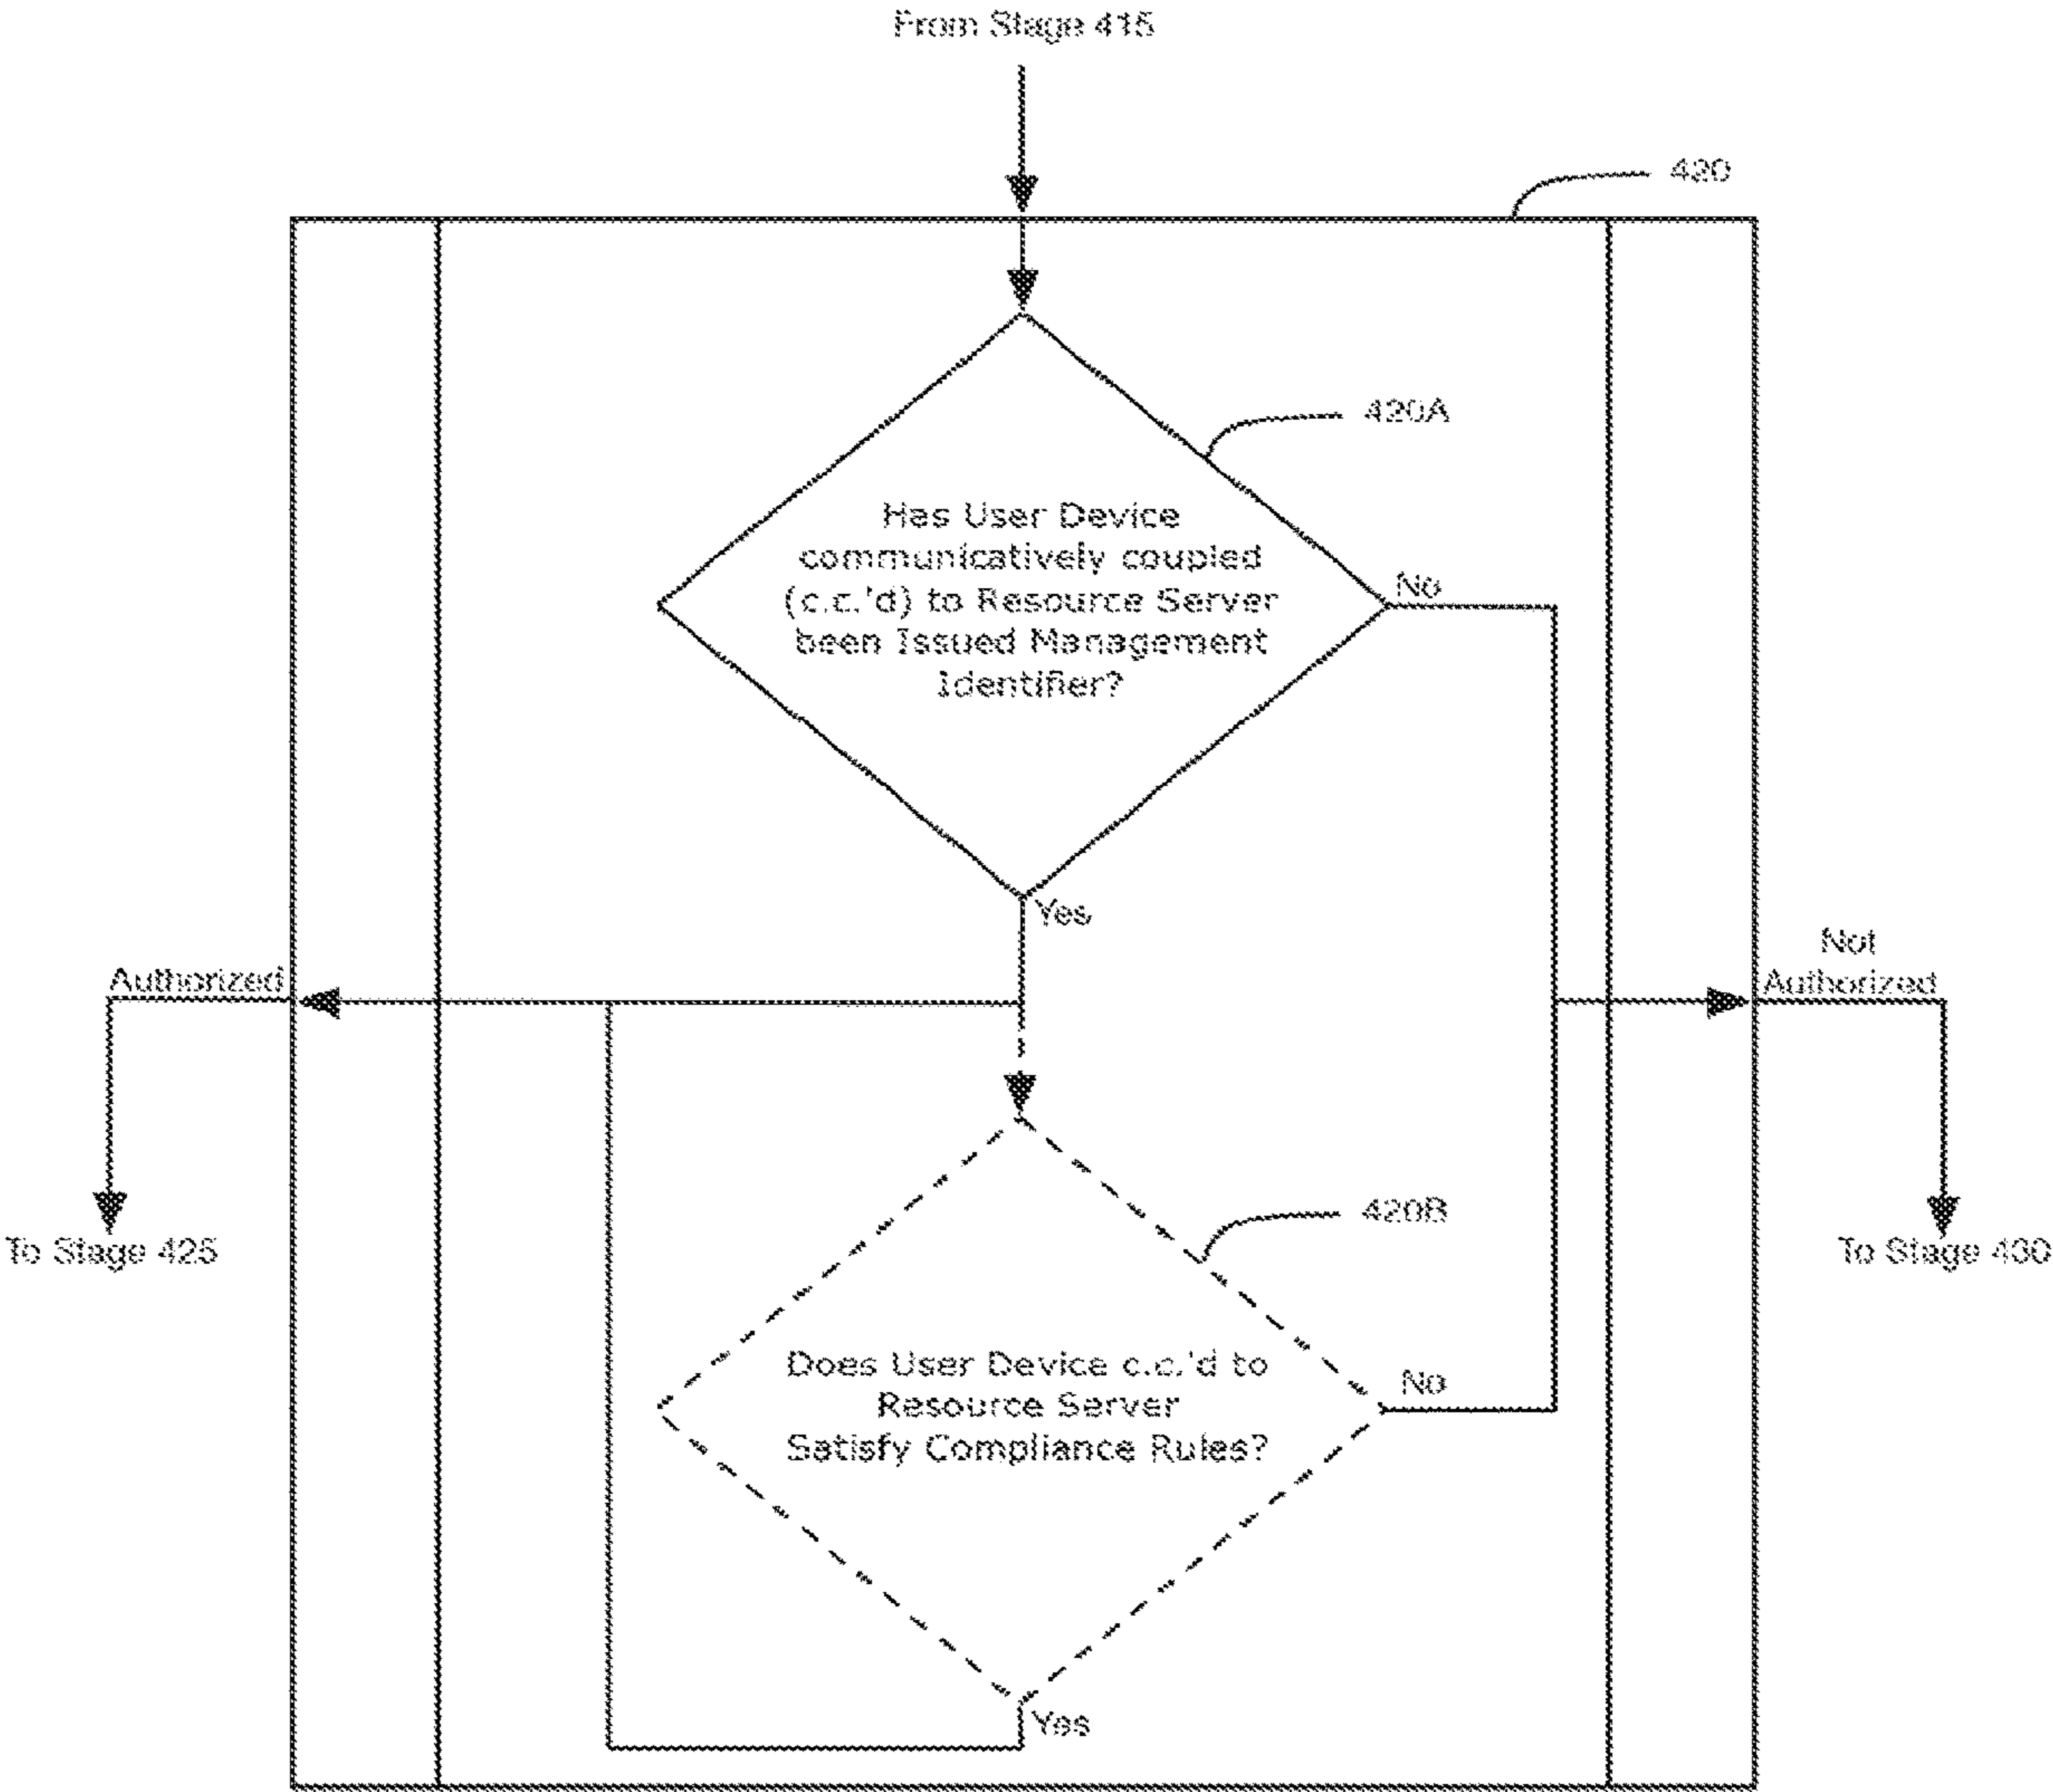 From Stage 415
420
420A
Has User Device
communicatively coupled
(c.c.'d) to Resource Server
been Issued Management
Identifier?
No
Yes
Authorized
Not
Authorized
To Stage 425
To Stage 400
420B
Does User Device c.c.'d to
Resource Server
Satisfy Compliance Rules?
No
Yes